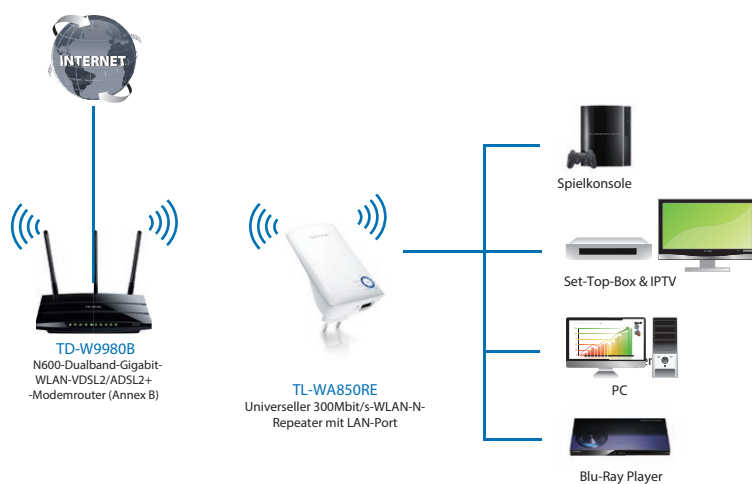 INTERNET
Spielkonsole
Set-Top-Box & IPTV
TD-W9980B
N600-Dualband-Gigabit-
WLAN-VDSL2/ADSL2+
-Modemrouter (Annex B)
TL-WA850RE
Universeller 300Mbit/s-WLAN-N-
Repeater mit LAN-Port
PC
Blu-Ray Player